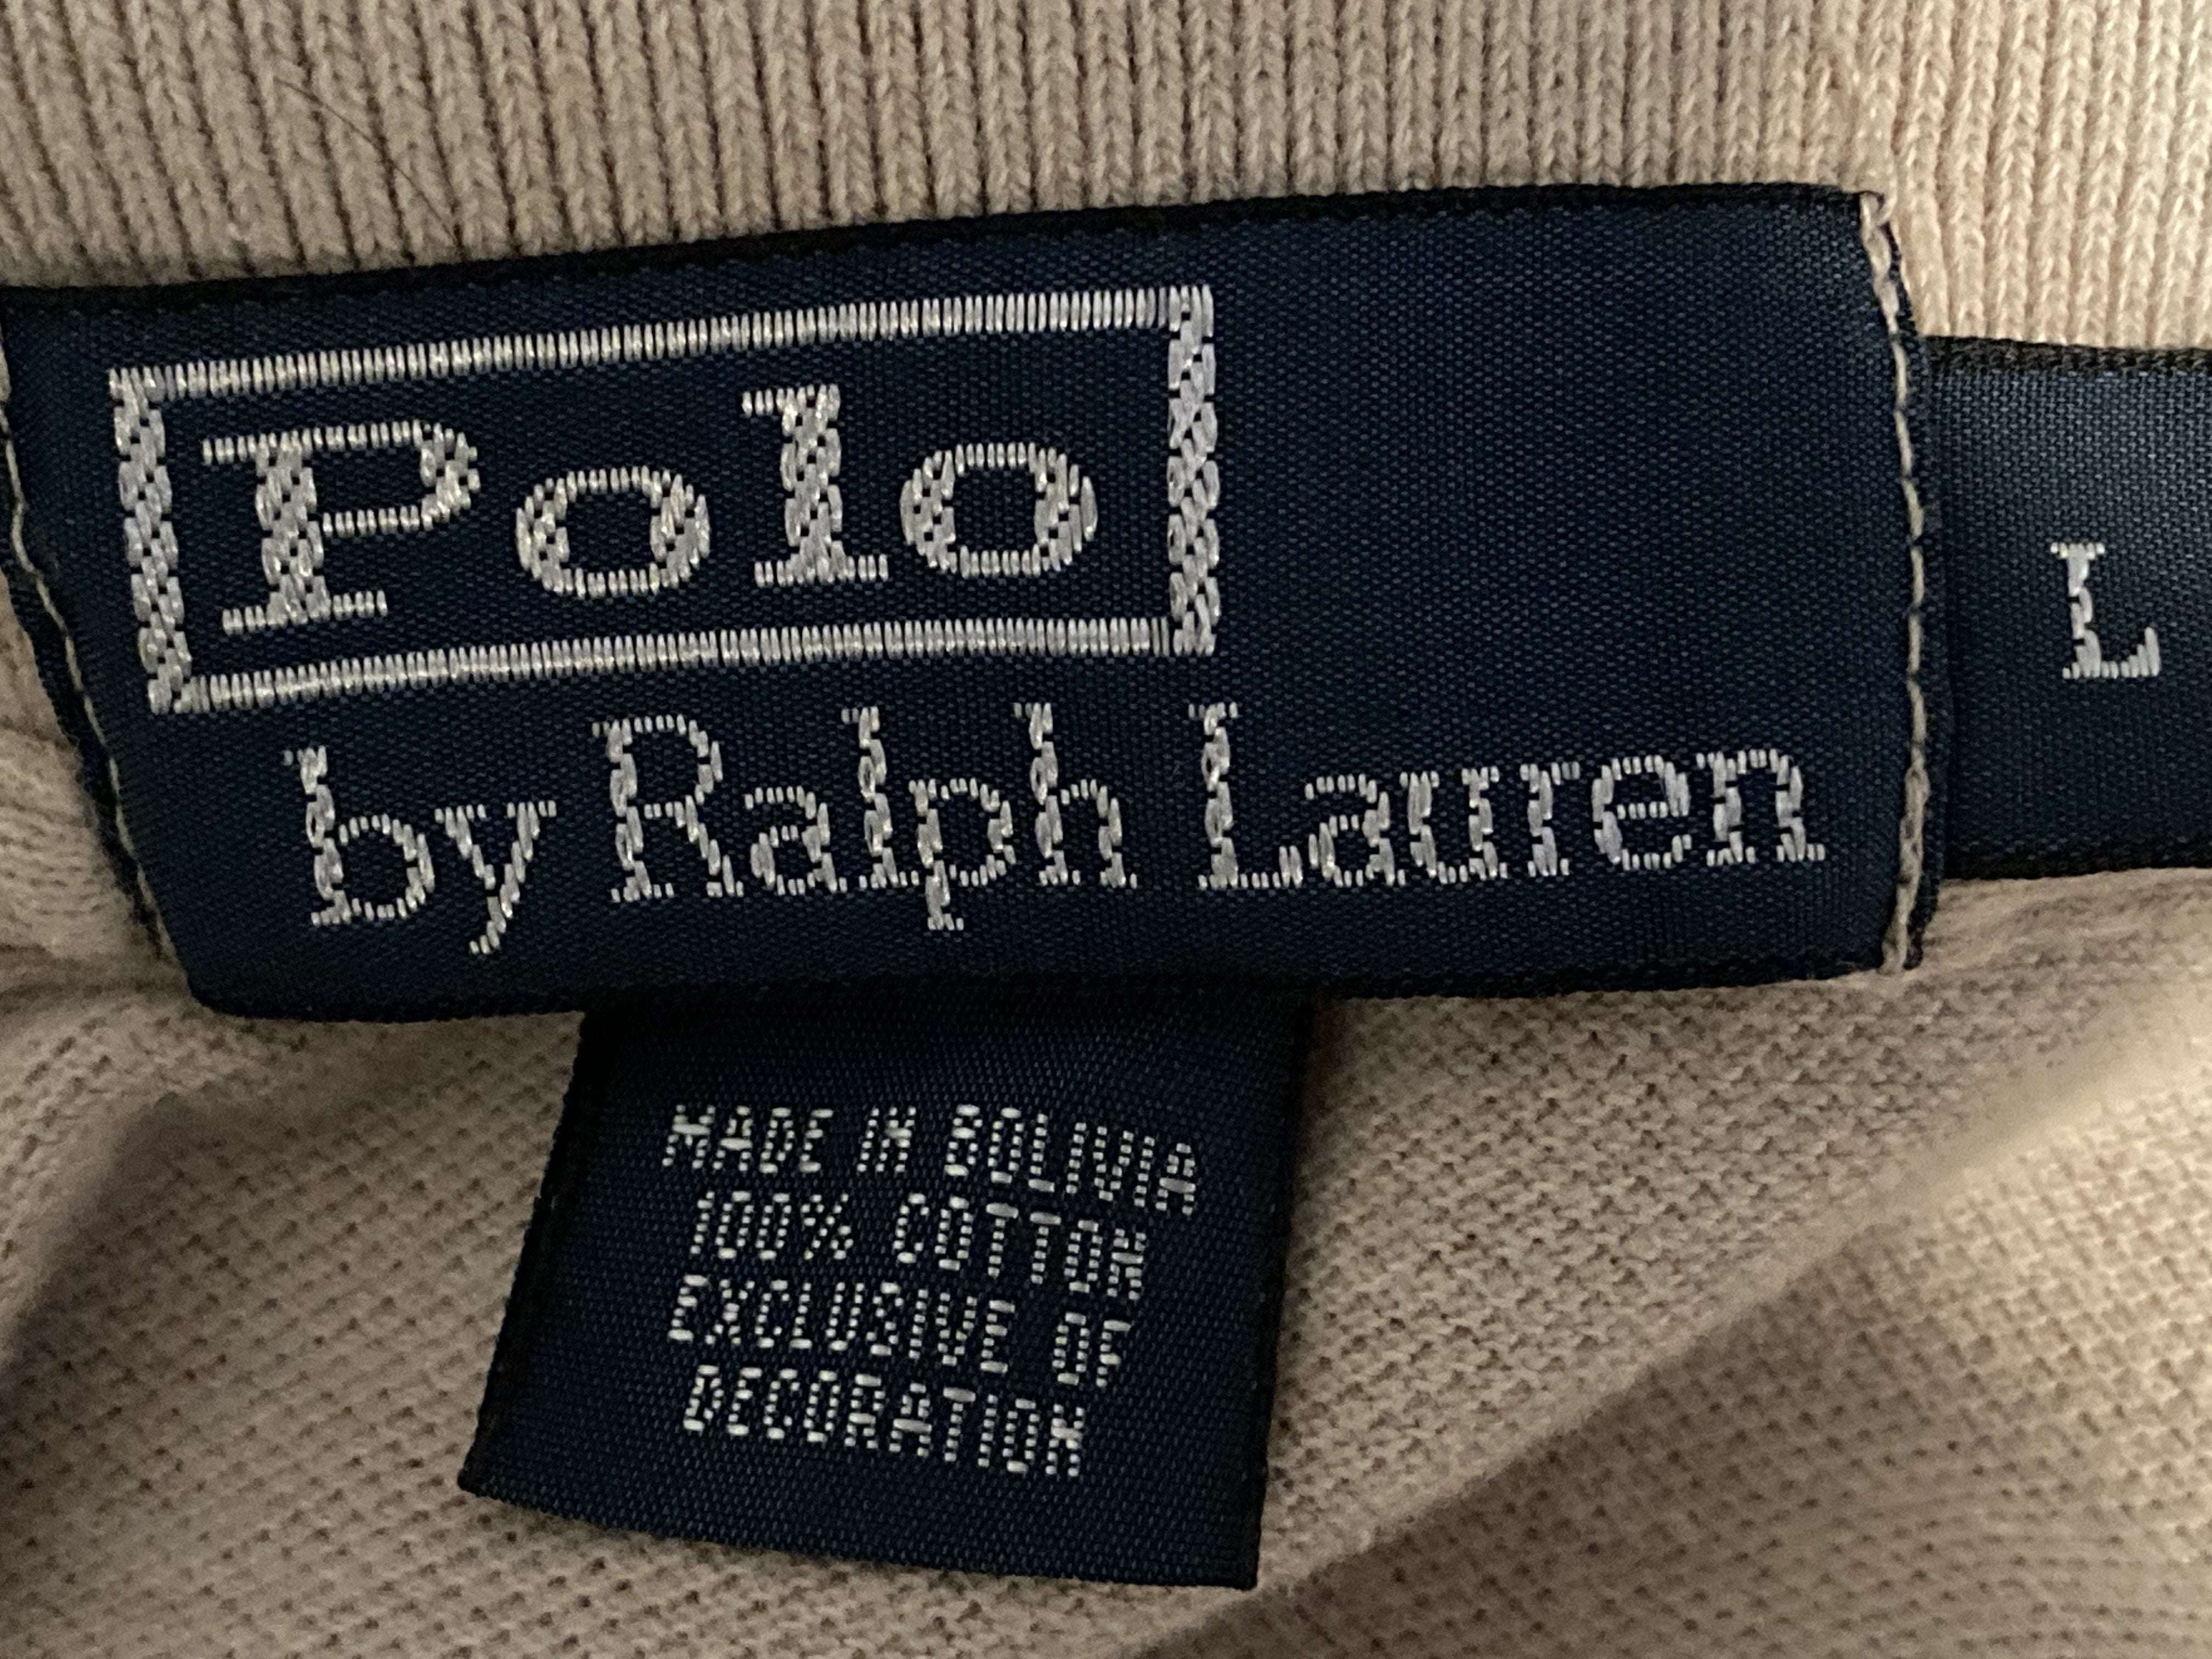 Polo
by Ralph Lauren
L
MADE IN BOLIVIA
100% COTTON
EXCLUSIVE OF
DECORATION